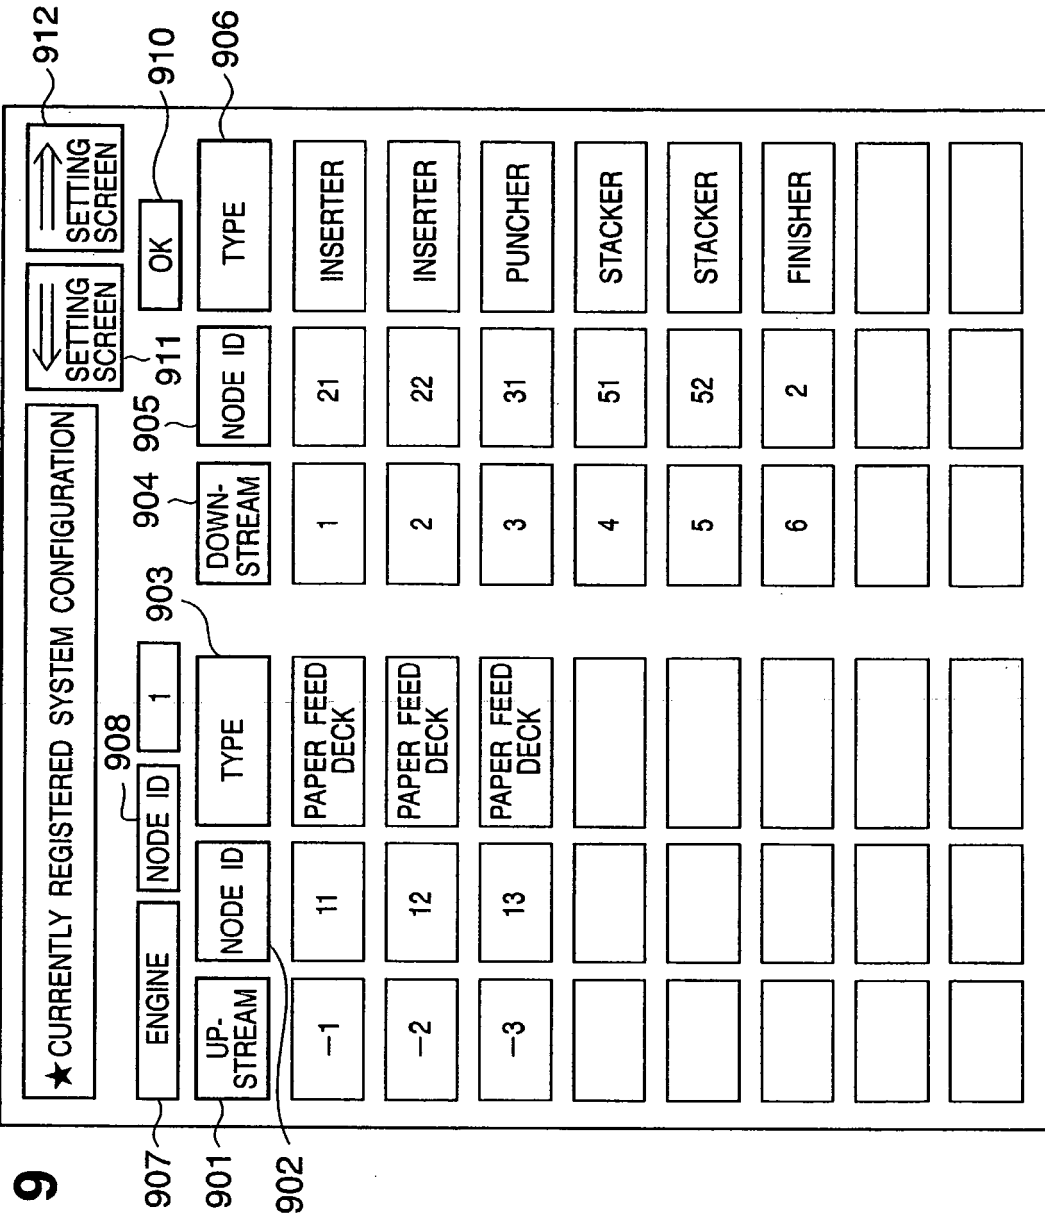 9
912
★ CURRENTLY REGISTERED SYSTEM CONFIGURATION
SETTING
SCREEN
SETTING
SCREEN
911
910
908
907
ENGINE
NODE ID
1
OK
903
904
905
906
901
UP-
STREAM
NODE ID
TYPE
DOWN-
STREAM
NODE ID
TYPE
902
−1
11
PAPER FEED
DECK
1
21
INSERTER
−2
12
PAPER FEED
DECK
2
22
INSERTER
−3
13
PAPER FEED
DECK
3
31
PUNCHER
4
51
STACKER
5
52
STACKER
6
2
FINISHER